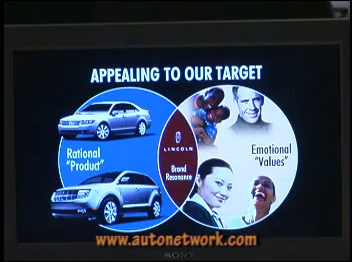 APPEALING TO OUR TARGET
Rational
"Product"
LINCOLN
Brand
Resonance
Emotional
"Values"
www.autonetwork.com
SONY